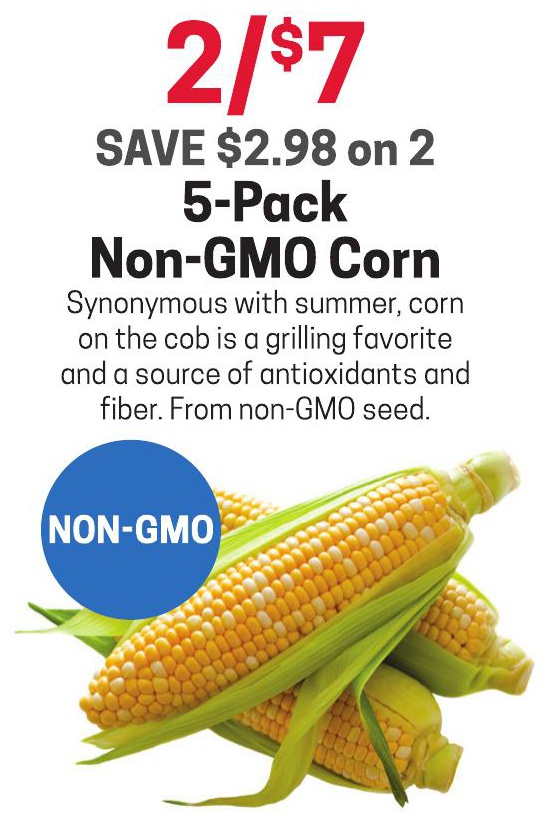 2/$7
SAVE $2.98 on 2
5-Pack
Non-GMO Corn
Synonymous with summer, corn
on the cob is a grilling favorite
and a source of antioxidants and
fiber. From non-GMO seed.
NON-GMO